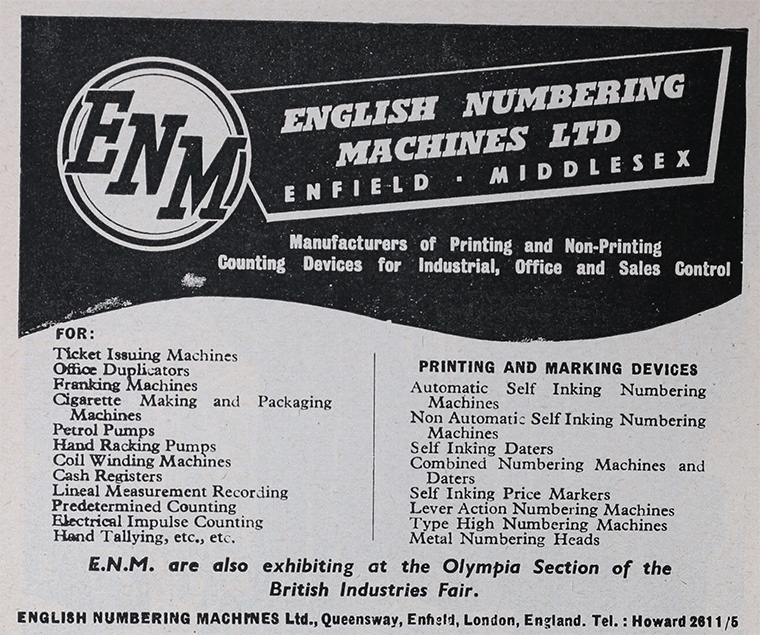 ENM
ENGLISH NUMBERING
MACHINES LTD
ENFIELD · MIDDLESEX
Manufacturers of Printing and Non-Printing
Counting Devices for Industrial, Office and Sales Control
FOR:
Ticket Issuing Machines
Office Duplicators
Franking Machines
Cigarette Making and Packaging
Machines
Petrol Pumps
Hand Racking Pumps
Coil Winding Machines
Cash Registers
Lineal Measurement Recording
Predetermined Counting
Electrical Impulse Counting
Hand Tallying, etc., etc.
PRINTING AND MARKING DEVICES
Automatic Self Inking Numbering
Machines
Non Automatic Self Inking Numbering
Machines
Self Inking Daters
Combined Numbering Machines and
Daters
Self Inking Price Markers
Lever Action Numbering Machines
Type High Numbering Machines
Metal Numbering Heads
E.N.M. are also exhibiting at the Olympia Section of the
British Industries Fair.
ENGLISH NUMBERING MACHINES Ltd., Queensway, Enfield, London, England. Tel. : Howard 2611/5